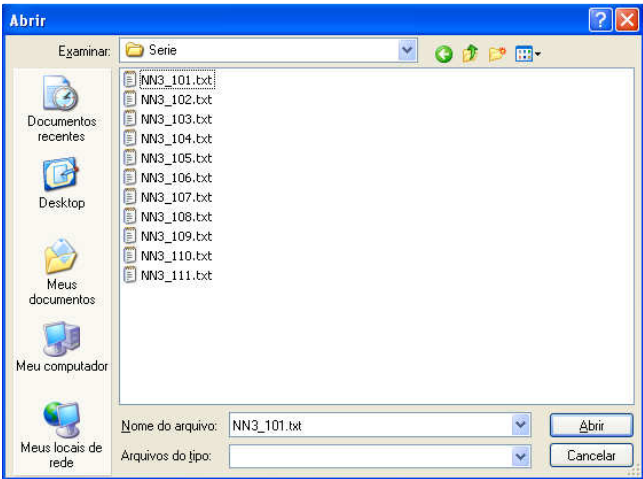 Abrir
Examinar: Serie
Documentos
recentes
Desktop
Meus
documentos
Meu computador
Meus locais de
rede
NN3_101.txt
NN3_102.txt
NN3_103.txt
NN3_104.txt
NN3_105.txt
NN3_106.txt
NN3_107.txt
NN3_108.txt
NN3_109.txt
NN3_110.txt
NN3_111.txt
Nome do arquivo: NN3_101.txt Abrir
Arquivos do tipo: Cancelar